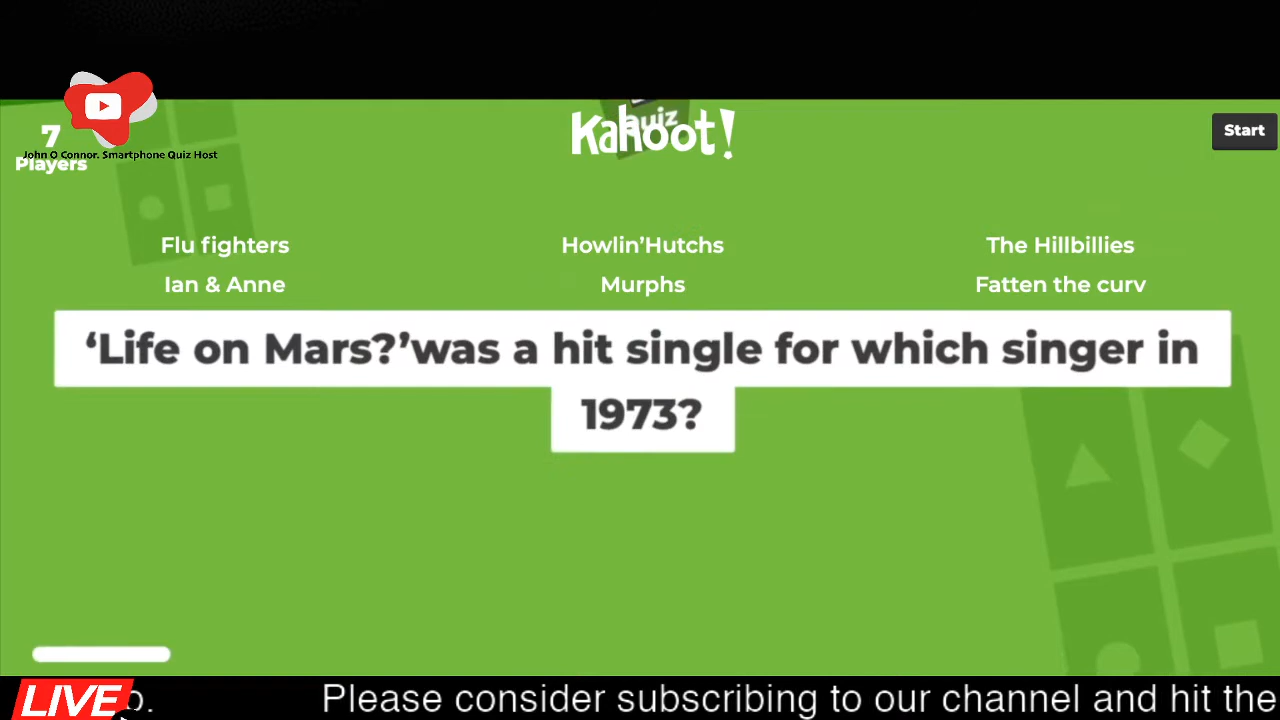 7
John O Connor. Smartphone Quiz Host
Players
Quiz
Kahoot!
Start
Flu fighters
Howlin'Hutchs
The Hillbillies
Ian & Anne
Murphs
Fatten the curv
‘Life on Mars?’was a hit single for which singer in
1973?
LIVE
o.
Please consider subscribing to our channel and hit the